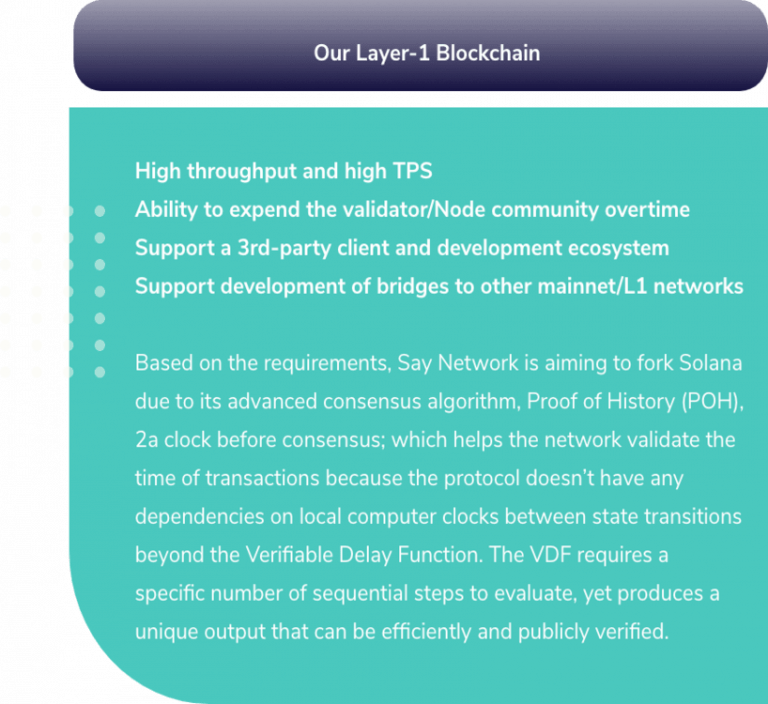 Our Layer-1 Blockchain
High throughput and high TPS
Ability to expend the validator/Node community overtime
Support a 3rd-party client and development ecosystem
Support development of bridges to other mainnet/L1 networks
Based on the requirements, Say Network is aiming to fork Solana
due to its advanced consensus algorithm, Proof of History (POH),
2a clock before consensus; which helps the network validate the
time of transactions because the protocol doesn’t have any
dependencies on local computer clocks between state transitions
beyond the Verifiable Delay Function. The VDF requires a
specific number of sequential steps to evaluate, yet produces a
unique output that can be efficiently and publicly verified.